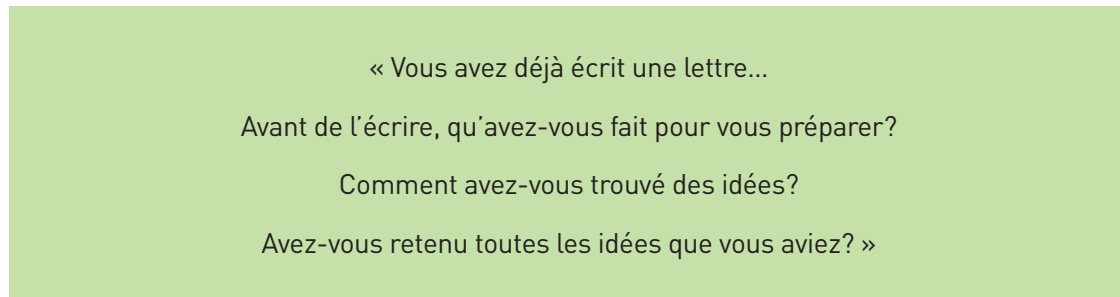 « Vous avez déjà écrit une lettre...
Avant de l’écrire, qu’avez-vous fait pour vous préparer?
Comment avez-vous trouvé des idées?
Avez-vous retenu toutes les idées que vous aviez? »